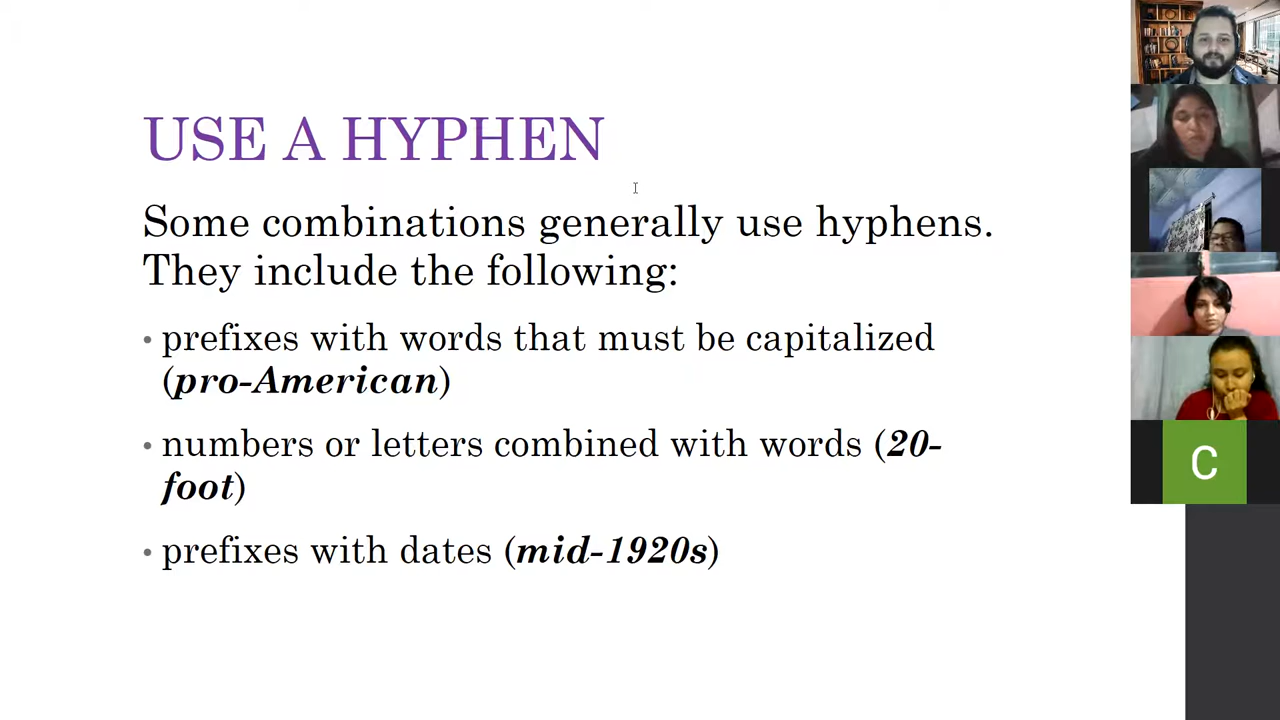 USE A HYPHEN
Some combinations generally use hyphens.
They include the following:
• prefixes with words that must be capitalized
(pro-American)
• numbers or letters combined with words (20-
foot)
• prefixes with dates (mid-1920s)
C